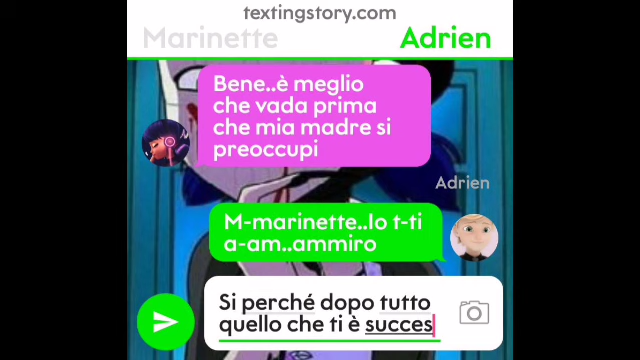 textingstory.com
Marinette
Adrien
Bene..è meglio
che vada prima
che mia madre si
preoccupi
Adrien
M-marinette..Io t-ti
a-am..ammiro
Si perché dopo tutto
quello che ti è succes